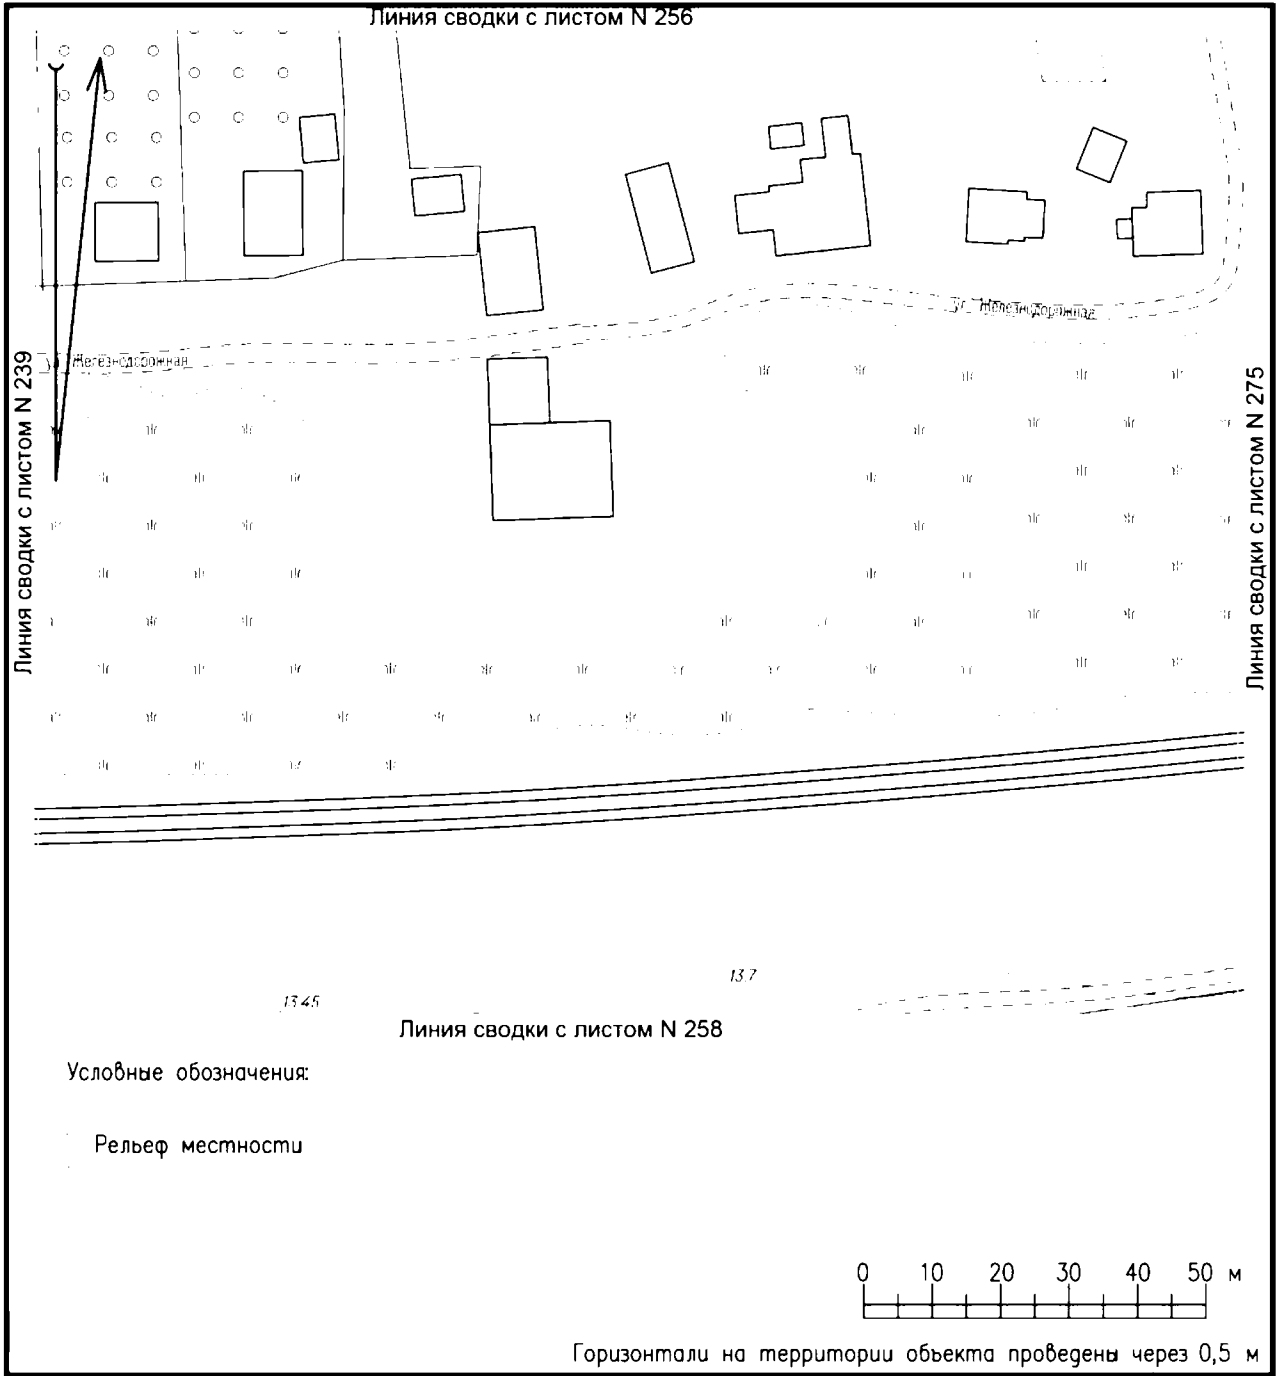 Линия сводки с листом N 256
ул. Железнодорожная
Железнодорожная
Линия сводки с листом N 239
Линия сводки с листом N 275
13.7
13.45
Линия сводки с листом N 258
Условные обозначения:
Рельеф местности
0 10 20 30 40 50 м
Горизонтали на территории объекта проведены через 0,5 м